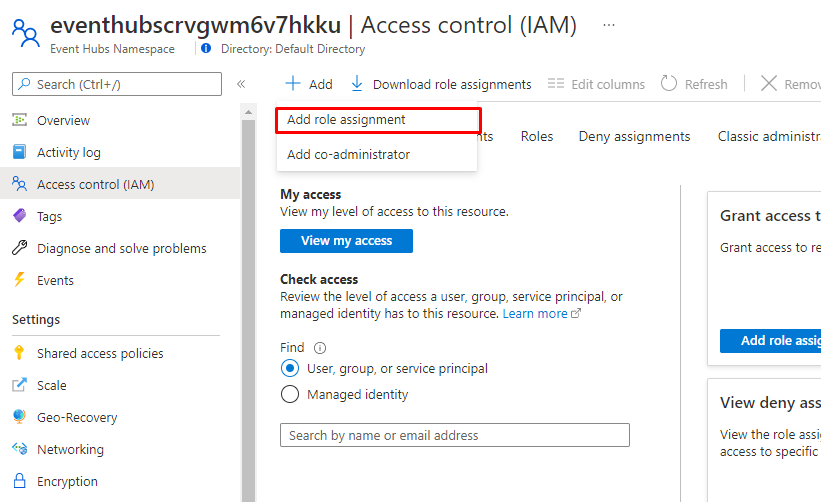 eventhubscrvgwm6v7hkku | Access control (IAM) ...
Event Hubs Namespace Directory: Default Directory
Search (Ctrl+/) «
Add Download role assignments Edit columns Refresh Remov
Add role assignment
Add co-administrator
nts Roles Deny assignments Classic administra
Overview
Activity log
Access control (IAM)
Tags
Diagnose and solve problems
Events
Settings
Shared access policies
Scale
Geo-Recovery
Networking
Encryption
My access
View my level of access to this resource.
View my access
Check access
Review the level of access a user, group, service principal, or
managed identity has to this resource. Learn more
Find
User, group, or service principal
Managed identity
Search by name or email address
Grant access t
Grant access to re
Add role assig
View deny ass
View the role assig
access to specific